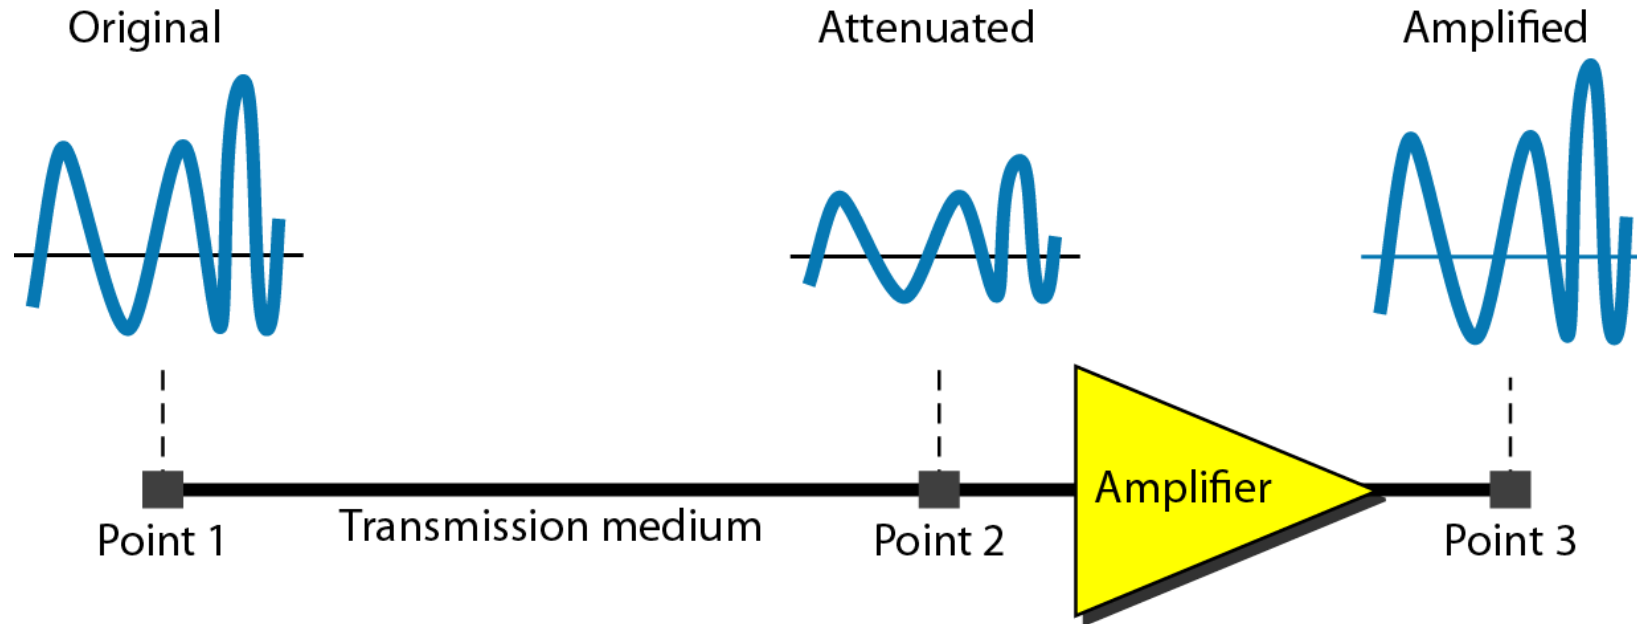 Original
Attenuated
Amplified
Amplifier
Transmission medium
Point 1
Point 2
Point 3